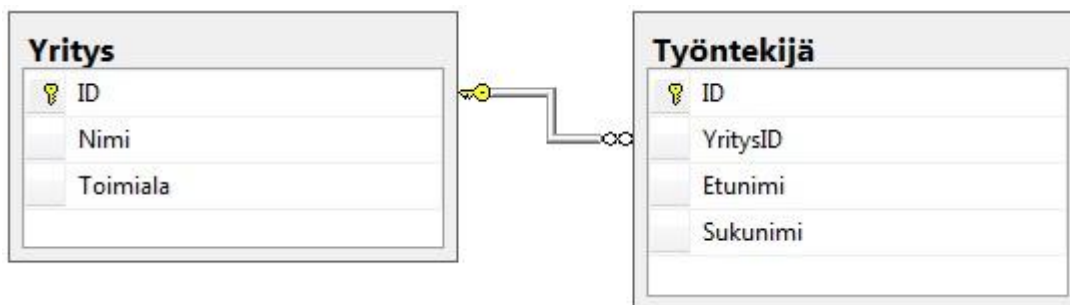 Yritys
ID
Nimi
Toimiala
Työntekijä
ID
YritysID
Etunimi
Sukunimi